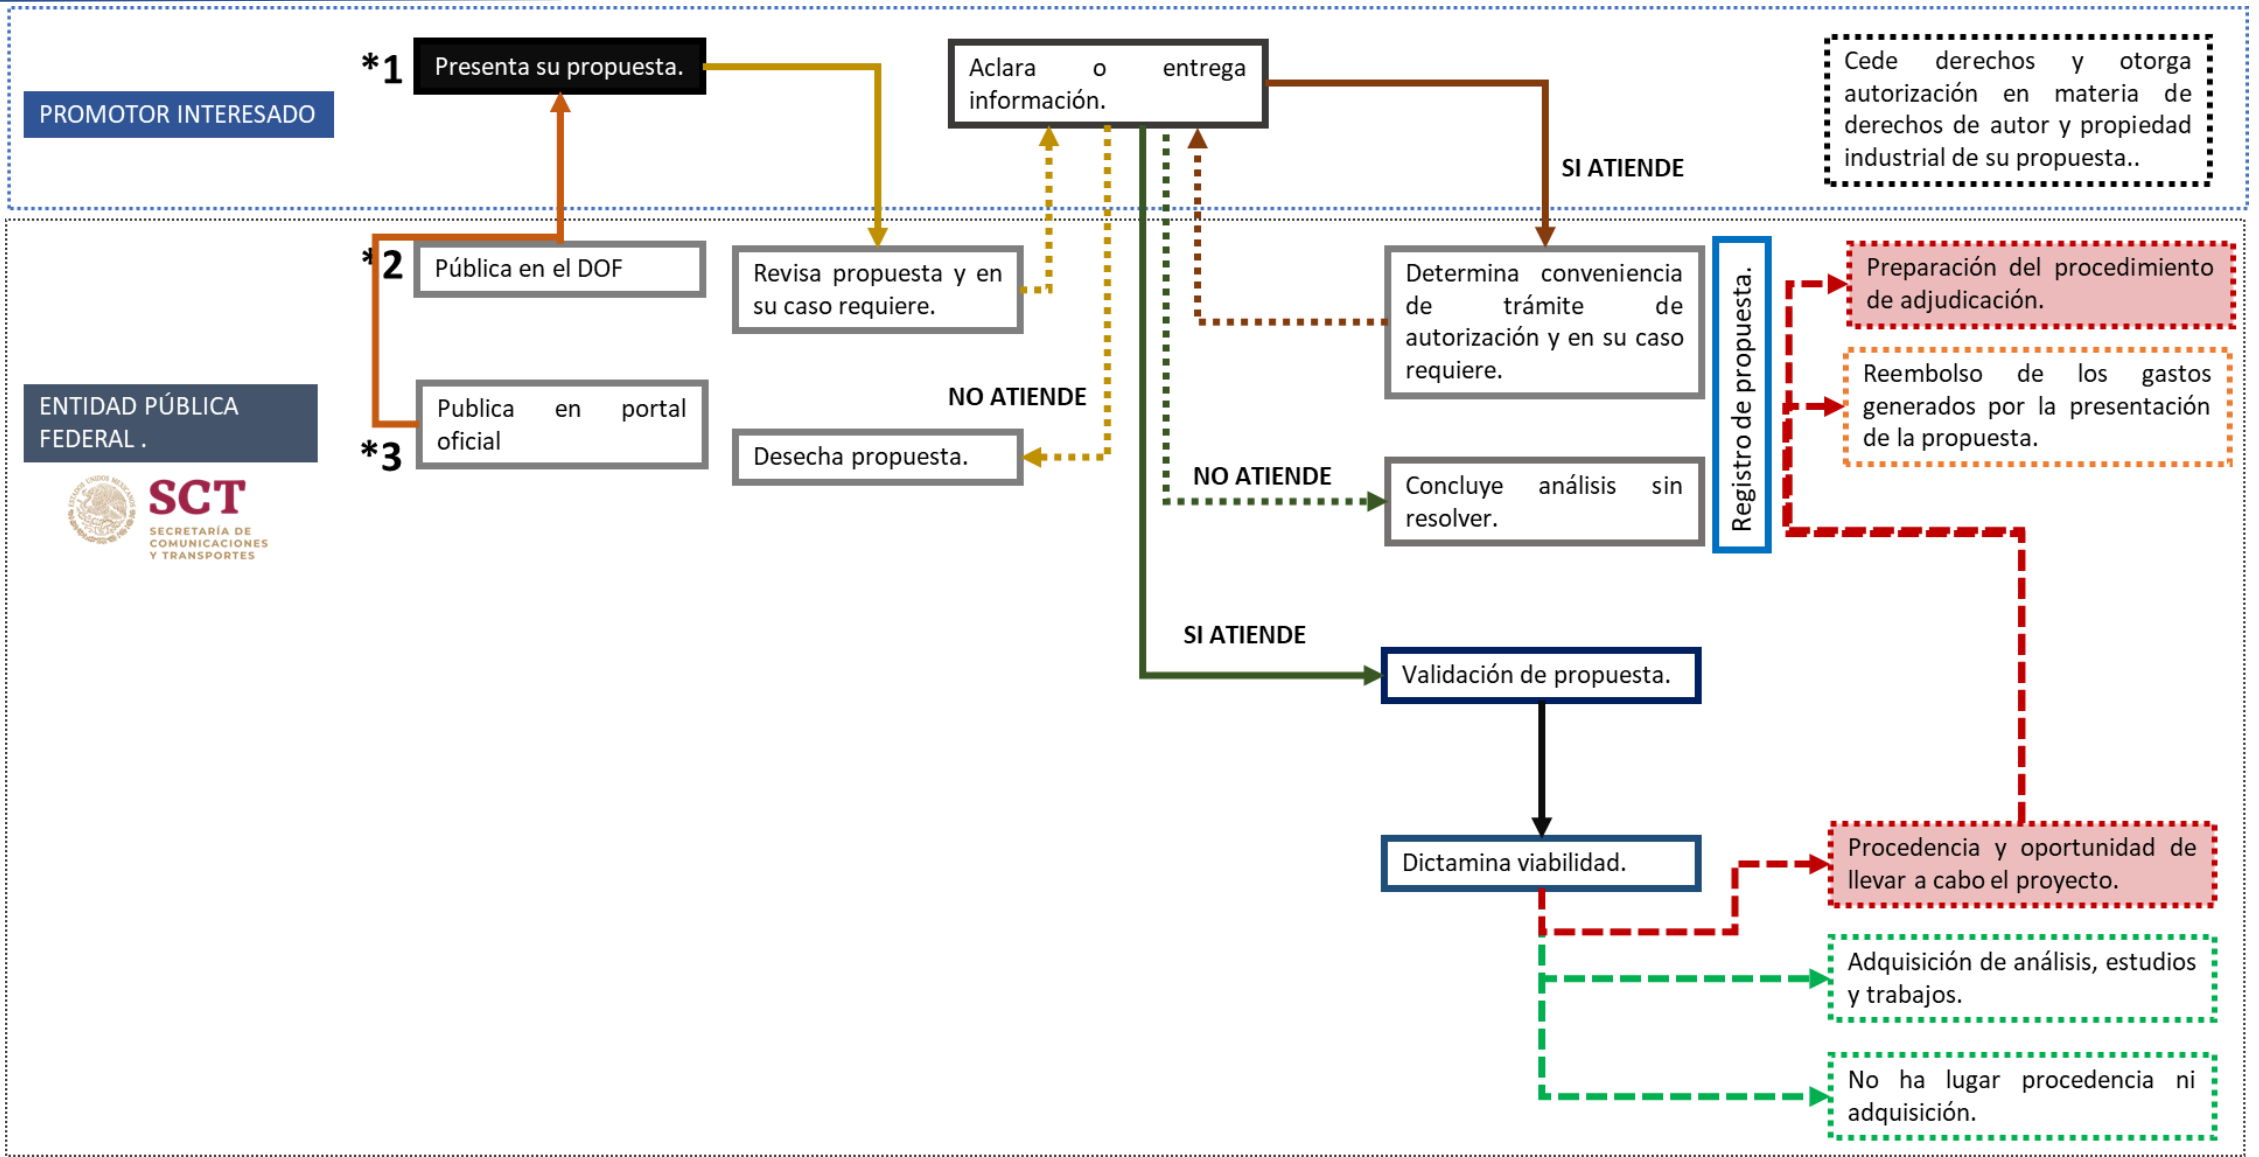 PROMOTOR INTERESADO
*1
Presenta su propuesta.
Aclara o entrega
información.
SI ATIENDE
Cede derechos y otorga
autorización en materia de
derechos de autor y propiedad
industrial de su propuesta..
ENTIDAD PÚBLICA
FEDERAL .
SCT
SECRETARÍA DE
COMUNICACIONES
Y TRANSPORTES
ESTADOS UNIDOS MEXICANOS
*2
Pública en el DOF
*3
Publica en portal
oficial
Revisa propuesta y en
su caso requiere.
NO ATIENDE
Desecha propuesta.
Determina conveniencia
de trámite de
autorización y en su caso
requiere.
NO ATIENDE
Concluye análisis sin
resolver.
Registro de propuesta.
Preparación del procedimiento
de adjudicación.
Reembolso de los gastos
generados por la presentación
de la propuesta.
SI ATIENDE
Validación de propuesta.
Dictamina viabilidad.
Procedencia y oportunidad de
llevar a cabo el proyecto.
Adquisición de análisis, estudios
y trabajos.
No ha lugar procedencia ni
adquisición.